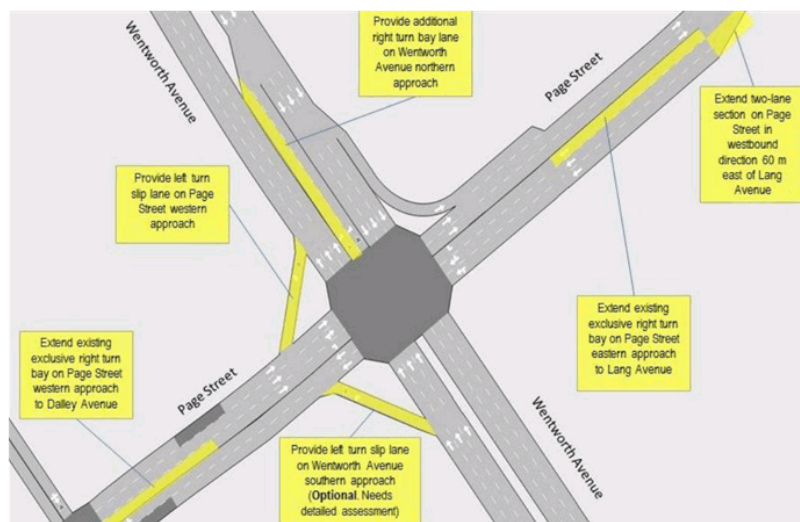 Provide additional
right turn bay lane
on Wentworth
Avenue northern
approach
Wentworth Avenue
Page Street
Extend two-lane
section on Page
Street in
westbound
direction 60 m
east of Lang
Avenue
Provide left turn
slip lane on Page
Street western
approach
Extend existing
exclusive right turn
bay on Page Street
western approach
to Dalley Avenue
Page Street
Extend existing
exclusive right turn
bay on Page Street
eastern approach
to Lang Avenue
Wentworth Avenue
Provide left turn slip lane
on Wentworth Avenue
southern approach
(Optional. Needs
detailed assessment)